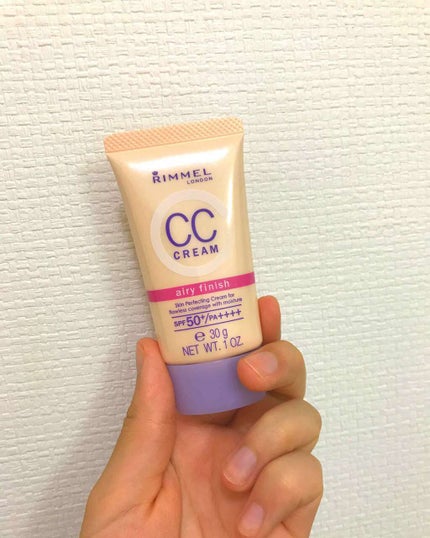 RIMMEL
LONDON
CC
CREAM
airy finish
Skin Perfecting Cream for
flawless coverage with moisture
SPF50+/PA++++
e 30g
NET WT. 1 OZ.